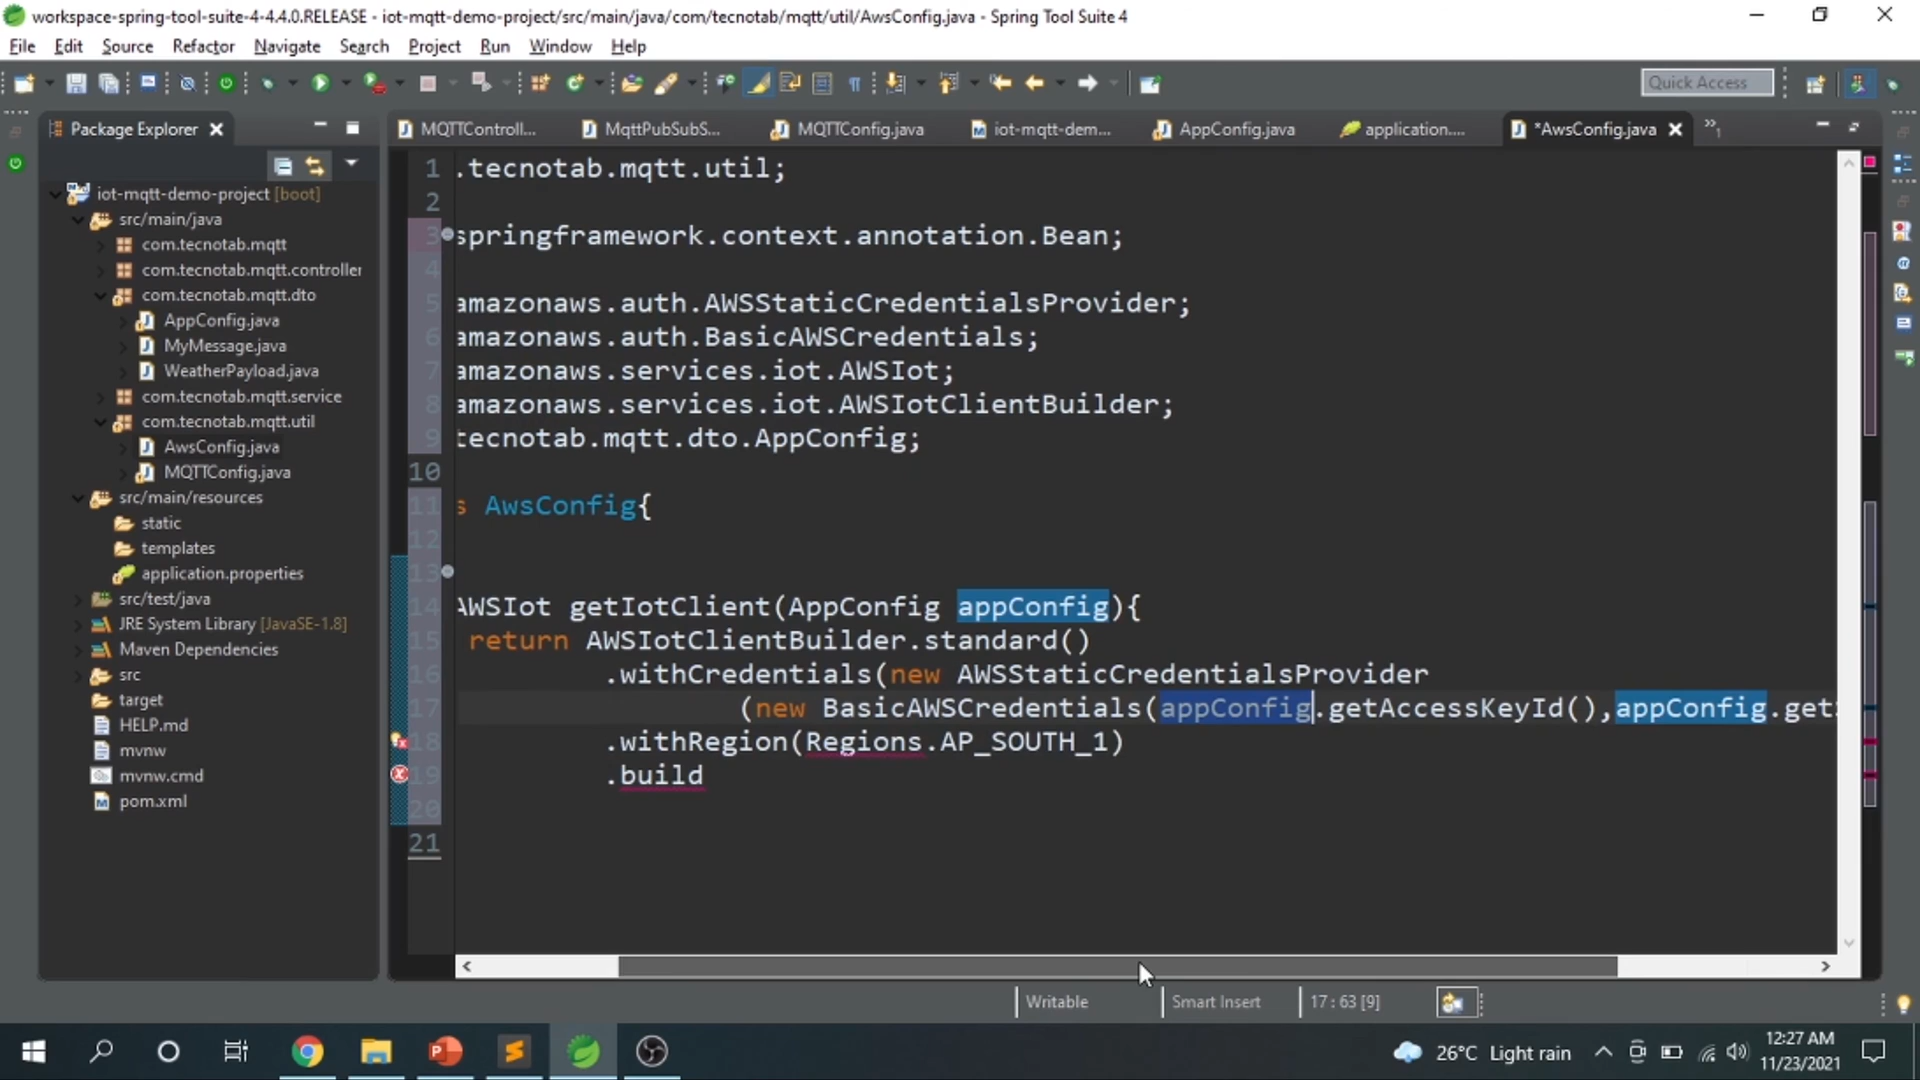 workspace-spring-tool-suite-4-4.4.0.RELEASE - iot-mqtt-demo-project/src/main/java/com/tecnotab/mqtt/util/AwsConfig.java - Spring Tool Suite 4
File Edit Source Refactor Navigate Search Project Run Window Help
Quick Access
Package Explorer
MQTTControll... MqttPubSubS... MQTTConfig.java iot-mqtt-dem... AppConfig.java application.... *AwsConfig.java »1
iot-mqtt-demo-project [boot]
src/main/java
com.tecnotab.mqtt
com.tecnotab.mqtt.controller
com.tecnotab.mqtt.dto
AppConfig.java
MyMessage.java
WeatherPayload.java
com.tecnotab.mqtt.service
com.tecnotab.mqtt.util
AwsConfig.java
MQTTConfig.java
src/main/resources
static
templates
application.properties
src/test/java
JRE System Library [JavaSE-1.8]
Maven Dependencies
src
target
HELP.md
mvnw
mvnw.cmd
pom.xml
1 .tecnotab.mqtt.util;
2
3 springframework.context.annotation.Bean;
4
5 amazonaws.auth.AWSStaticCredentialsProvider;
6 amazonaws.auth.BasicAWSCredentials;
7 amazonaws.services.iot.AWSIot;
8 amazonaws.services.iot.AWSIotClientBuilder;
9 tecnotab.mqtt.dto.AppConfig;
10
11 s AwsConfig{
12
13
14 AWSIot getIotClient(AppConfig appConfig){
15 return AWSIotClientBuilder.standard()
16 .withCredentials(new AWSStaticCredentialsProvider
17 (new BasicAWSCredentials(appConfig.getAccessKeyId(),appConfig.get
18 .withRegion(Regions.AP_SOUTH_1)
19 .build
20
21
Writable Smart Insert 17 : 63 [9]
26°C Light rain
12:27 AM
11/23/2021